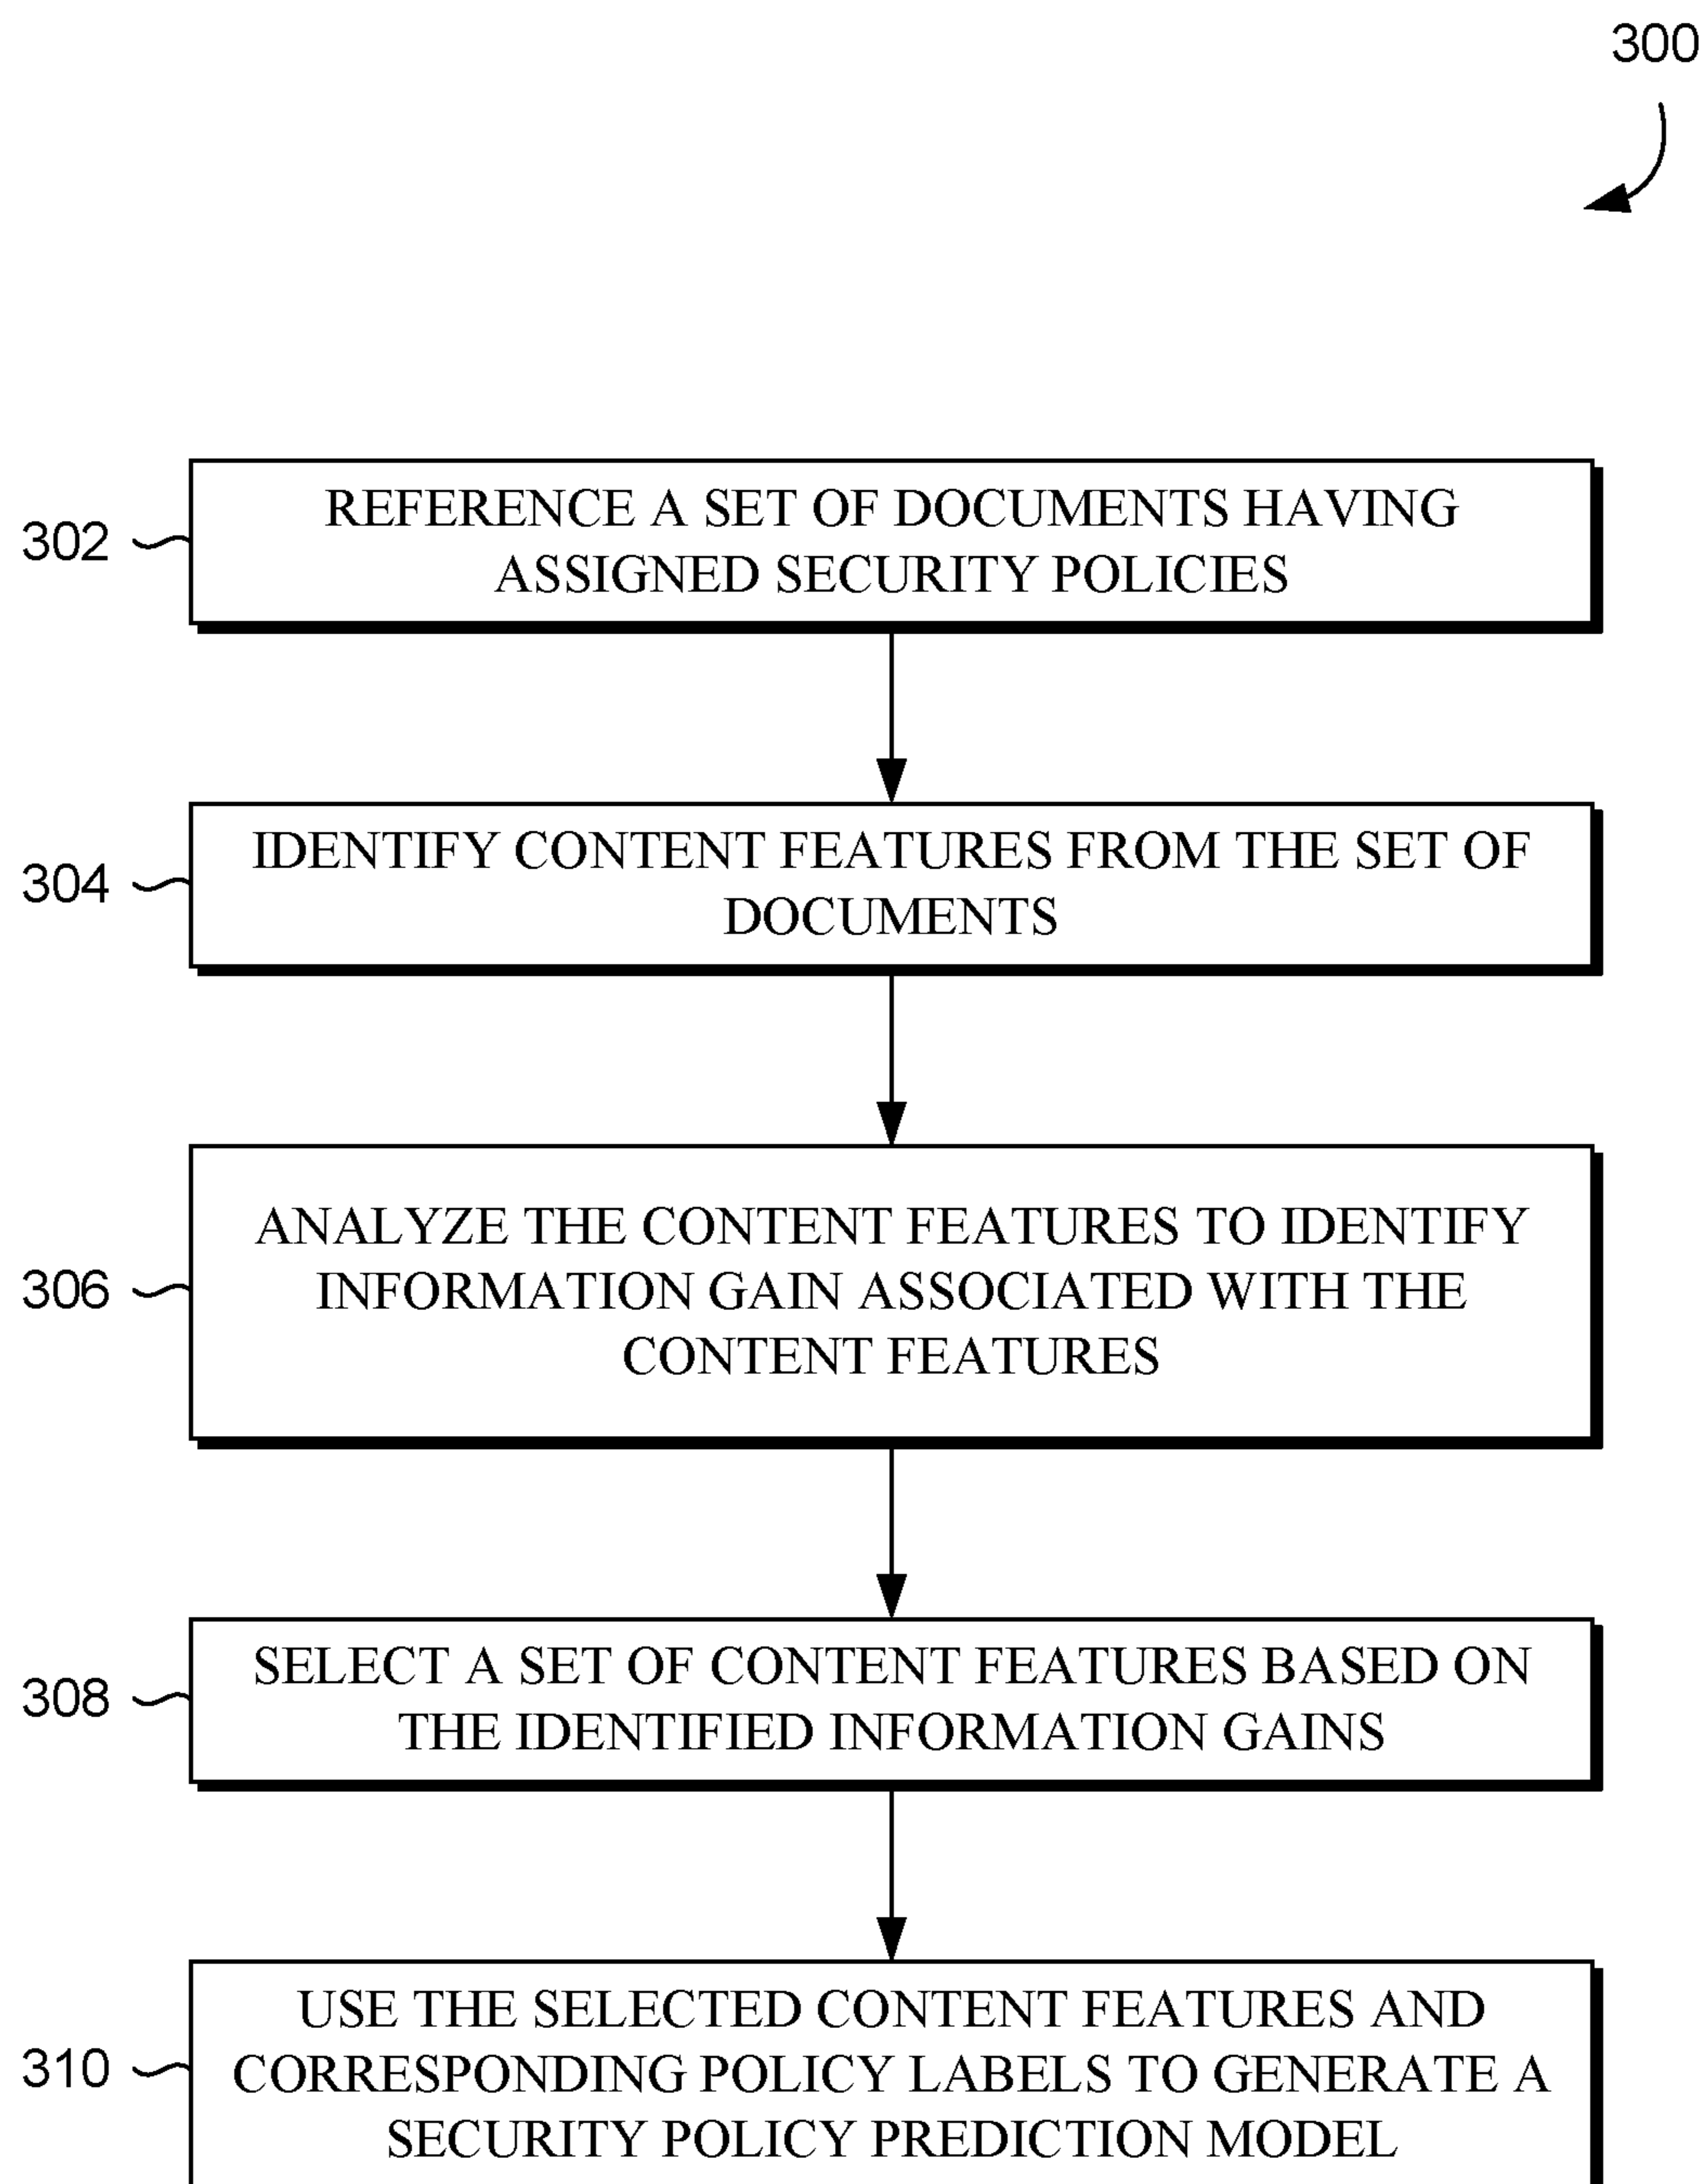 300
302
REFERENCE A SET OF DOCUMENTS HAVING
ASSIGNED SECURITY POLICIES
304
IDENTIFY CONTENT FEATURES FROM THE SET OF
DOCUMENTS
306
ANALYZE THE CONTENT FEATURES TO IDENTIFY
INFORMATION GAIN ASSOCIATED WITH THE
CONTENT FEATURES
308
SELECT A SET OF CONTENT FEATURES BASED ON
THE IDENTIFIED INFORMATION GAINS
310
USE THE SELECTED CONTENT FEATURES AND
CORRESPONDING POLICY LABELS TO GENERATE A
SECURITY POLICY PREDICTION MODEL